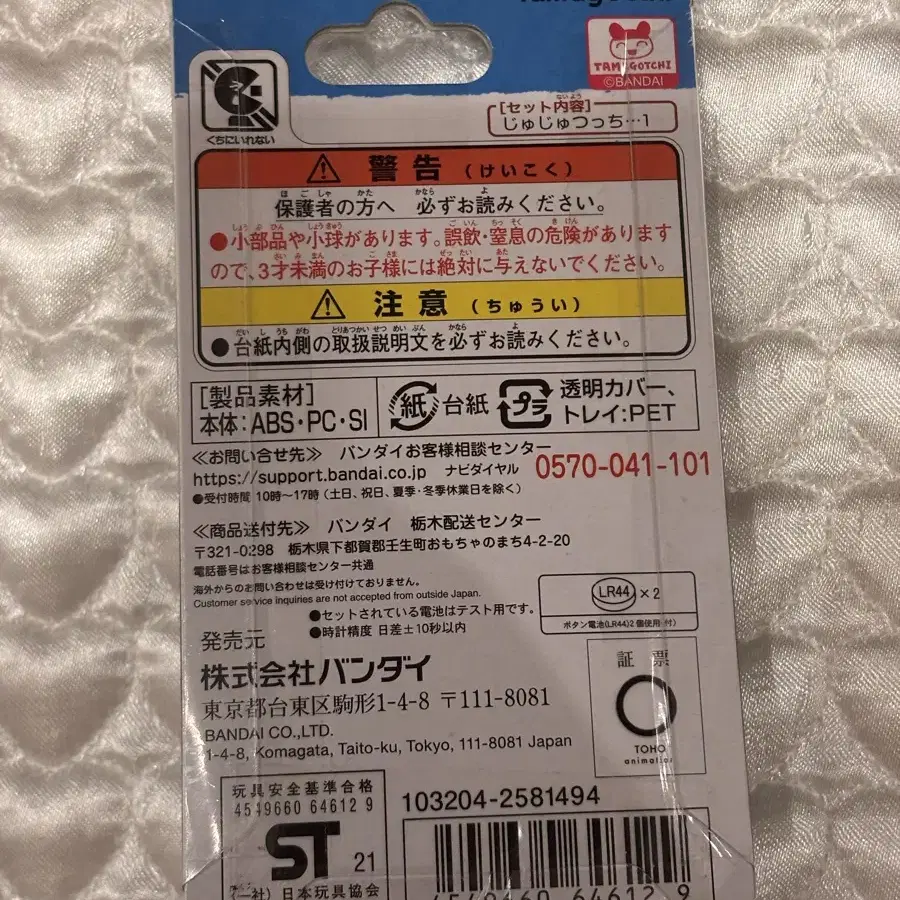 TAMAGOTCHI
©BANDAI
くちにいれない
[セット内容]
じゅじゅつっち…1
警告 (けいこく)
保護者の方へ 必ずお読みください。
●小部品や小球があります。誤飲・窒息の危険があります
ので、3才未満のお子様には絶対に与えないでください。
注意 (ちゅうい)
●台紙内側の取扱説明文を必ずお読みください。
[製品素材]
本体:ABS・PC・SI
紙 台紙
プラ 透明カバー、
トレイ:PET
≪お問い合せ先≫ バンダイお客様相談センター
https://support.bandai.co.jp ナビダイヤル 0570-041-101
●受付時間 10時〜17時(土日、祝日、夏季・冬季休業日を除く)
≪商品送付先≫ バンダイ 栃木配送センター
〒321-0298 栃木県下都賀郡壬生町おもちゃのまち4-2-20
電話番号はお客様相談センター共通
海外からのお問い合わせは受け付けておりません。
Customer service inquiries are not accepted from outside Japan.
●セットされている電池はテスト用です。
●時計精度 日差±10秒以内
LR44 ×2
ボタン電池(LR44)2個使用(付)
発売元
株式会社バンダイ
東京都台東区駒形1-4-8 〒111-8081
BANDAI CO.,LTD.
1-4-8, Komagata, Taito-ku, Tokyo, 111-8081 Japan
証票
TOHO
animation
玩具安全基準合格
4549660 64612 9
ST 21
(一社)日本玩具協会
103204-2581494
4549660 64612 9